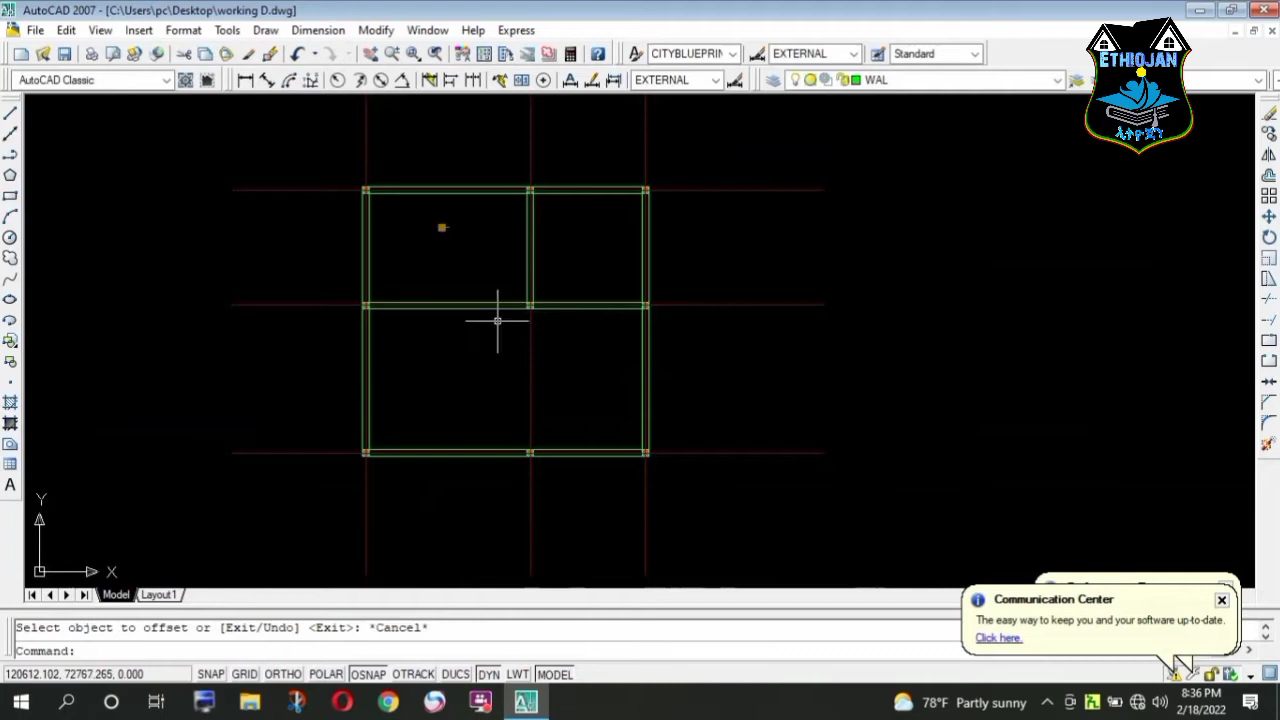 AutoCAD 2007 - [C:\Users\pc\Desktop\working D.dwg]
File Edit View Insert Format Tools Draw Dimension Modify Window Help Express
CITYBLUEPRIN EXTERNAL Standard
AutoCAD Classic EXTERNAL WAL
ETHIOJAN
ኢትዮጃን
Y
X
Model Layout1
Communication Center
The easy way to keep you and your software up-to-date.
Click here.
Select object to offset or [Exit/Undo] <Exit>: *Cancel*
Command:
120612.102, 72767.265, 0.000 SNAP GRID ORTHO POLAR OSNAP OTRACK DUCS DYN LWT MODEL
78°F Partly sunny
8:36 PM
2/18/2022